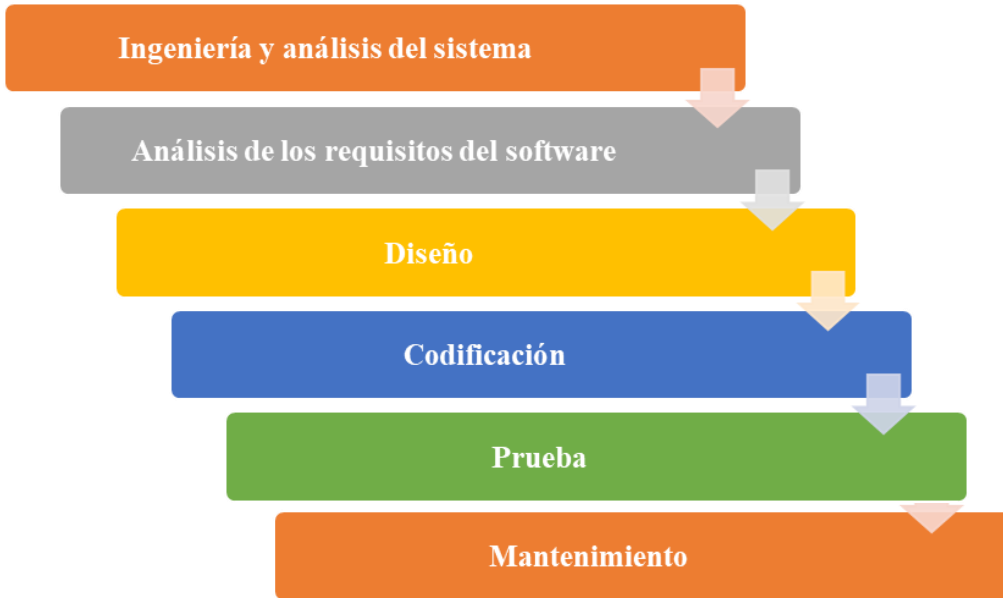 Ingeniería y análisis del sistema
Análisis de los requisitos del software
Diseño
Codificación
Prueba
Mantenimiento